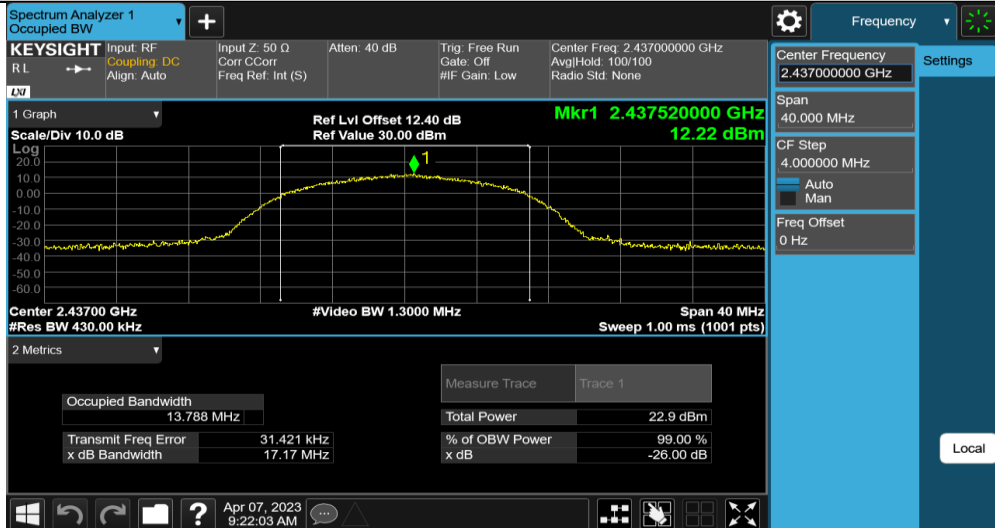 Spectrum Analyzer 1
Occupied BW
+
Frequency
KEYSIGHT
RL
LXI
Input: RF
Coupling: DC
Align: Auto
Input Z: 50 Ω
Corr CCorr
Freq Ref: Int (S)
Atten: 40 dB
Trig: Free Run
Gate: Off
#IF Gain: Low
Center Freq: 2.437000000 GHz
Avg|Hold: 100/100
Radio Std: None
Center Frequency
2.437000000 GHz
Settings
Span
40.000 MHz
CF Step
4.000000 MHz
Auto
Man
Freq Offset
0 Hz
Local
1 Graph
Scale/Div 10.0 dB
Ref Lvl Offset 12.40 dB
Ref Value 30.00 dBm
Mkr1 2.437520000 GHz
12.22 dBm
Log
20.0
10.0
0.00
-10.0
-20.0
-30.0
-40.0
-50.0
-60.0
1
Center 2.43700 GHz
#Video BW 1.3000 MHz
Span 40 MHz
#Res BW 430.00 kHz
Sweep 1.00 ms (1001 pts)
2 Metrics
Measure Trace
Trace 1
Occupied Bandwidth
13.788 MHz
Total Power
22.9 dBm
Transmit Freq Error
31.421 kHz
% of OBW Power
99.00 %
x dB Bandwidth
17.17 MHz
x dB
-26.00 dB
?
Apr 07, 2023
9:22:03 AM